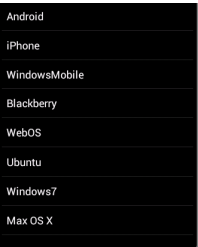 Android
iPhone
WindowsMobile
Blackberry
WebOS
Ubuntu
Windows7
Max OS X